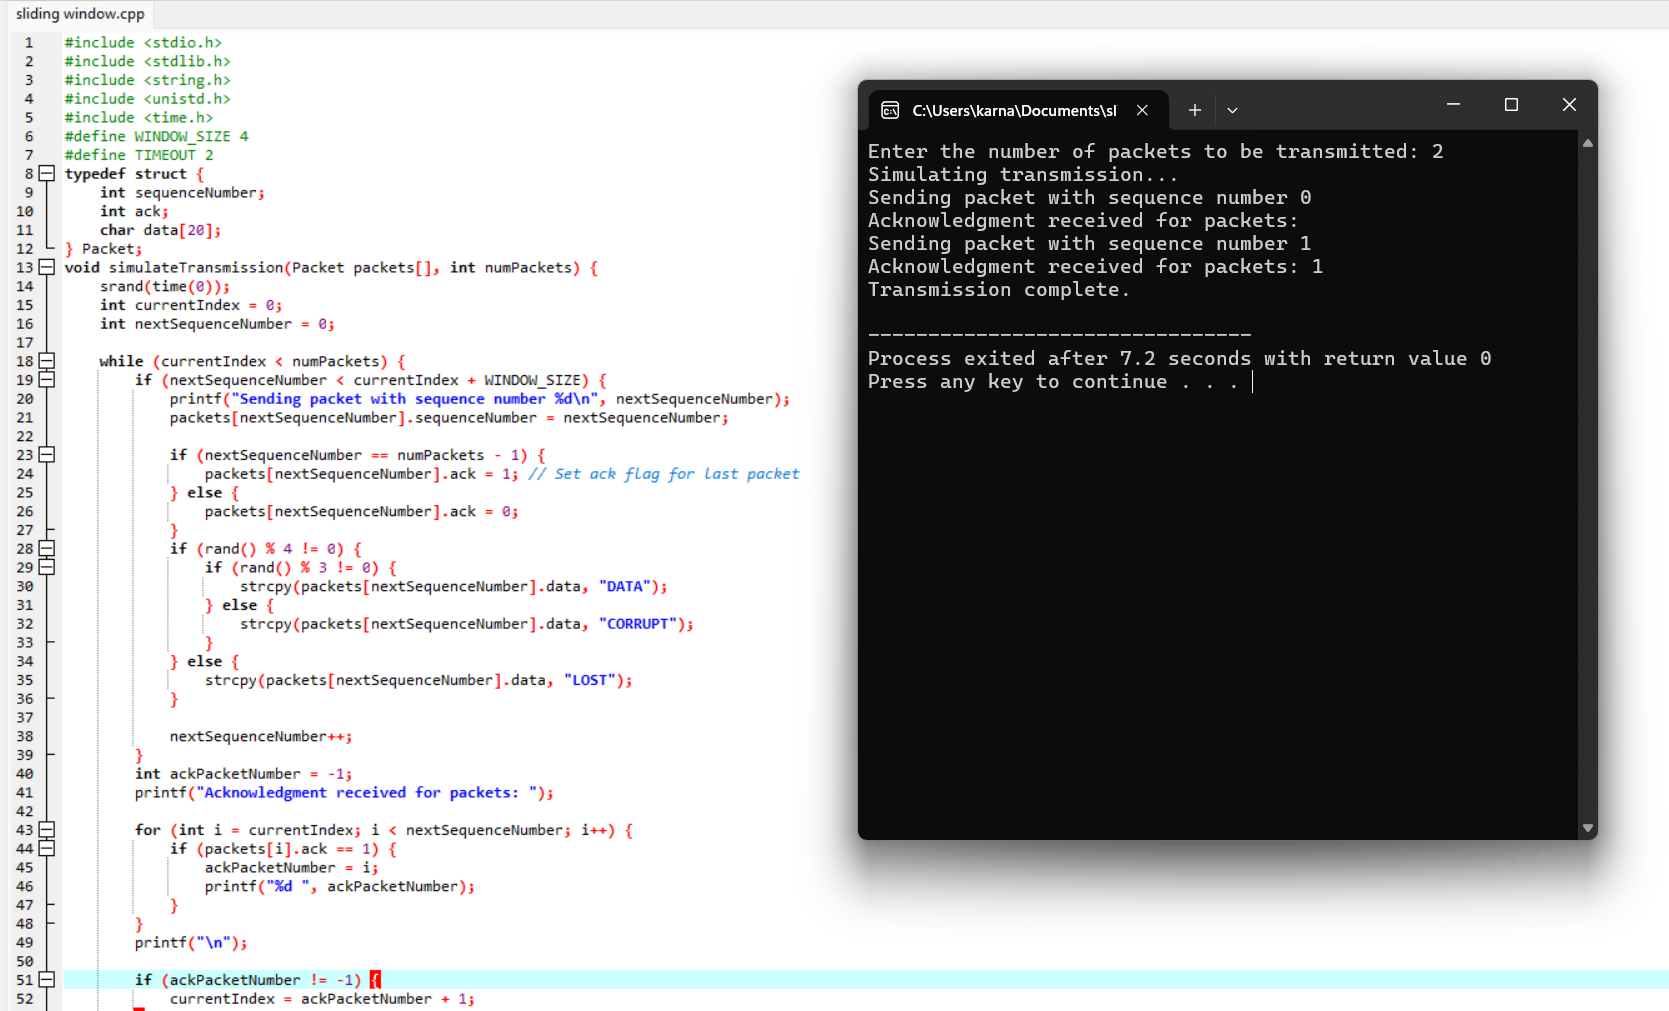 sliding window.cpp
1 #include <stdio.h>
2 #include <stdlib.h>
3 #include <string.h>
4 #include <unistd.h>
5 #include <time.h>
6 #define WINDOW_SIZE 4
7 #define TIMEOUT 2
8 typedef struct {
9     int sequenceNumber;
10     int ack;
11     char data[20];
12 } Packet;
13 void simulateTransmission(Packet packets[], int numPackets) {
14     srand(time(0));
15     int currentIndex = 0;
16     int nextSequenceNumber = 0;
17
18     while (currentIndex < numPackets) {
19         if (nextSequenceNumber < currentIndex + WINDOW_SIZE) {
20             printf("Sending packet with sequence number %d\n", nextSequenceNumber);
21             packets[nextSequenceNumber].sequenceNumber = nextSequenceNumber;
22
23             if (nextSequenceNumber == numPackets - 1) {
24                 packets[nextSequenceNumber].ack = 1; // Set ack flag for last packet
25             } else {
26                 packets[nextSequenceNumber].ack = 0;
27             }
28             if (rand() % 4 != 0) {
29                 if (rand() % 3 != 0) {
30                     strcpy(packets[nextSequenceNumber].data, "DATA");
31                 } else {
32                     strcpy(packets[nextSequenceNumber].data, "CORRUPT");
33                 }
34             } else {
35                 strcpy(packets[nextSequenceNumber].data, "LOST");
36             }
37
38             nextSequenceNumber++;
39         }
40         int ackPacketNumber = -1;
41         printf("Acknowledgment received for packets: ");
42
43         for (int i = currentIndex; i < nextSequenceNumber; i++) {
44             if (packets[i].ack == 1) {
45                 ackPacketNumber = i;
46                 printf("%d ", ackPacketNumber);
47             }
48         }
49         printf("\n");
50
51         if (ackPacketNumber != -1) {
52             currentIndex = ackPacketNumber + 1;
C:\Users\karna\Documents\sl
Enter the number of packets to be transmitted: 2
Simulating transmission...
Sending packet with sequence number 0
Acknowledgment received for packets:
Sending packet with sequence number 1
Acknowledgment received for packets: 1
Transmission complete.
--------------------------------
Process exited after 7.2 seconds with return value 0
Press any key to continue . . .